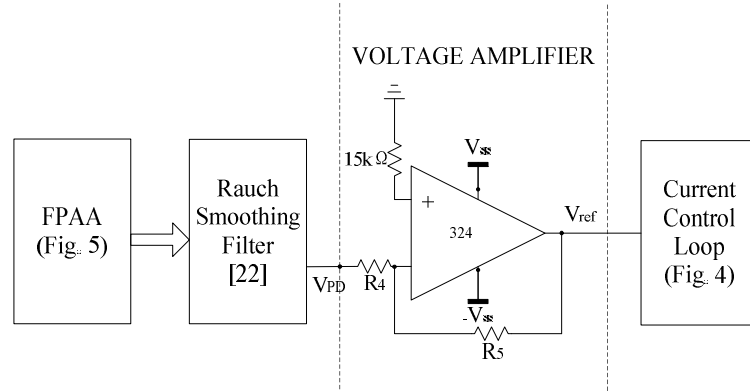 VOLTAGE AMPLIFIER
FPAA
(Fig. 5)
Rauch
Smoothing
Filter
[22]
15k Ω
Vss
+
324
-Vss
VPD
R4
R5
Vref
Current
Control
Loop
(Fig. 4)